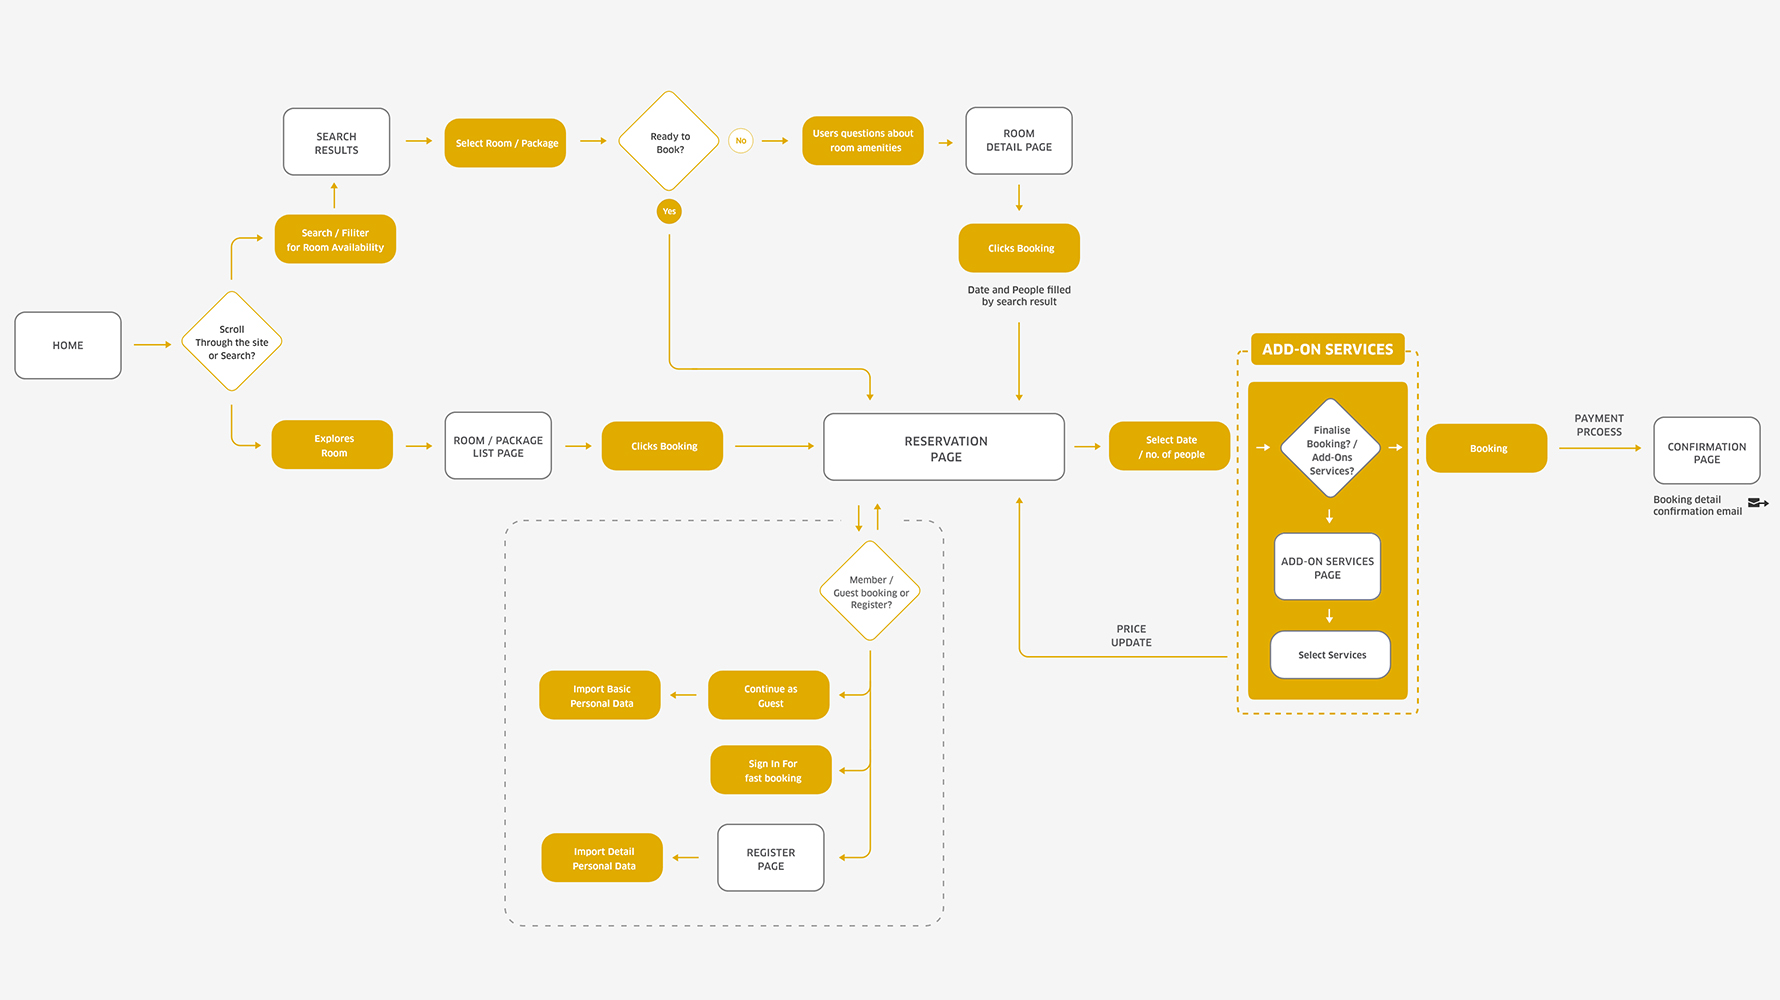 SEARCH
RESULTS
Select Room / Package
Ready to
Book?
No
Users questions about
room amenities
ROOM
DETAIL PAGE
Yes
Search / Filiter
for Room Availability
Clicks Booking
Date and People filled
by search result
HOME
Scroll
Through the site
or Search?
ADD-ON SERVICES
Explores
Room
ROOM / PACKAGE
LIST PAGE
Clicks Booking
RESERVATION
PAGE
Select Date
/ no. of people
Finalise
Booking? /
Add-Ons
Services?
Booking
PAYMENT
PRCOESS
CONFIRMATION
PAGE
Booking detail
confirmation email
ADD-ON SERVICES
PAGE
Select Services
PRICE
UPDATE
Member /
Guest booking or
Register?
Import Basic
Personal Data
Continue as
Guest
Sign In For
fast booking
Import Detail
Personal Data
REGISTER
PAGE